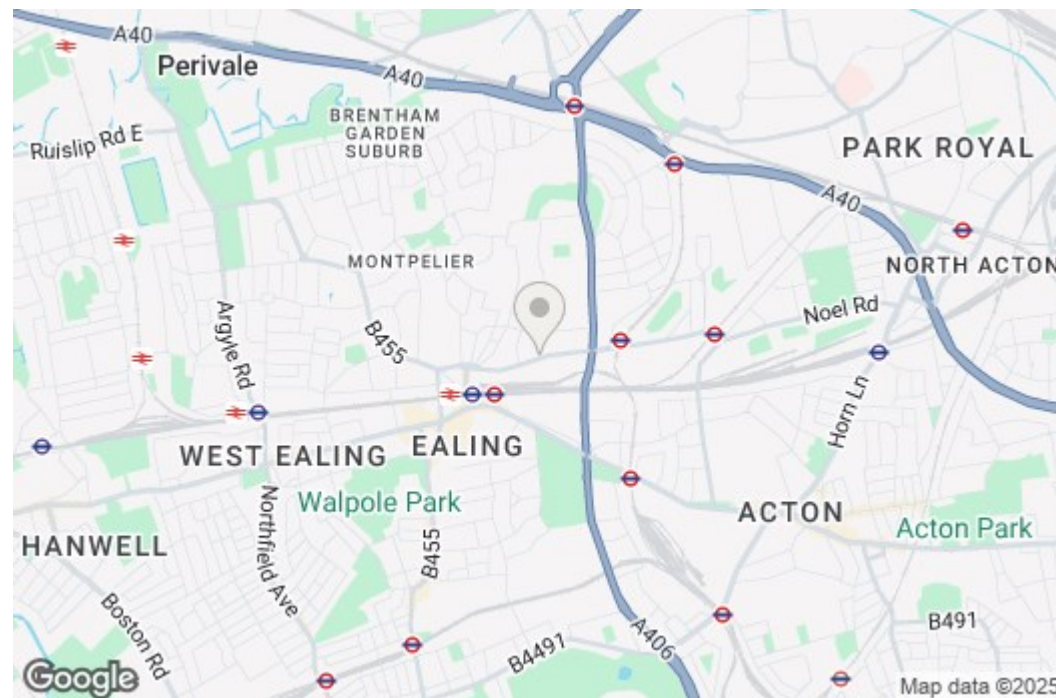 A40
Perivale
A40
BRENTHAM
GARDEN
SUBURB
Ruislip Rd E
PARK ROYAL
A40
MONTPELIER
NORTH ACTON
Argyle Rd
B455
Noel Rd
Horn Ln
WEST EALING
EALING
Walpole Park
Northfield Ave
B455
ACTON
Acton Park
HANWELL
Boston Rd
B4491
A406
B491
Google
Map data ©2025